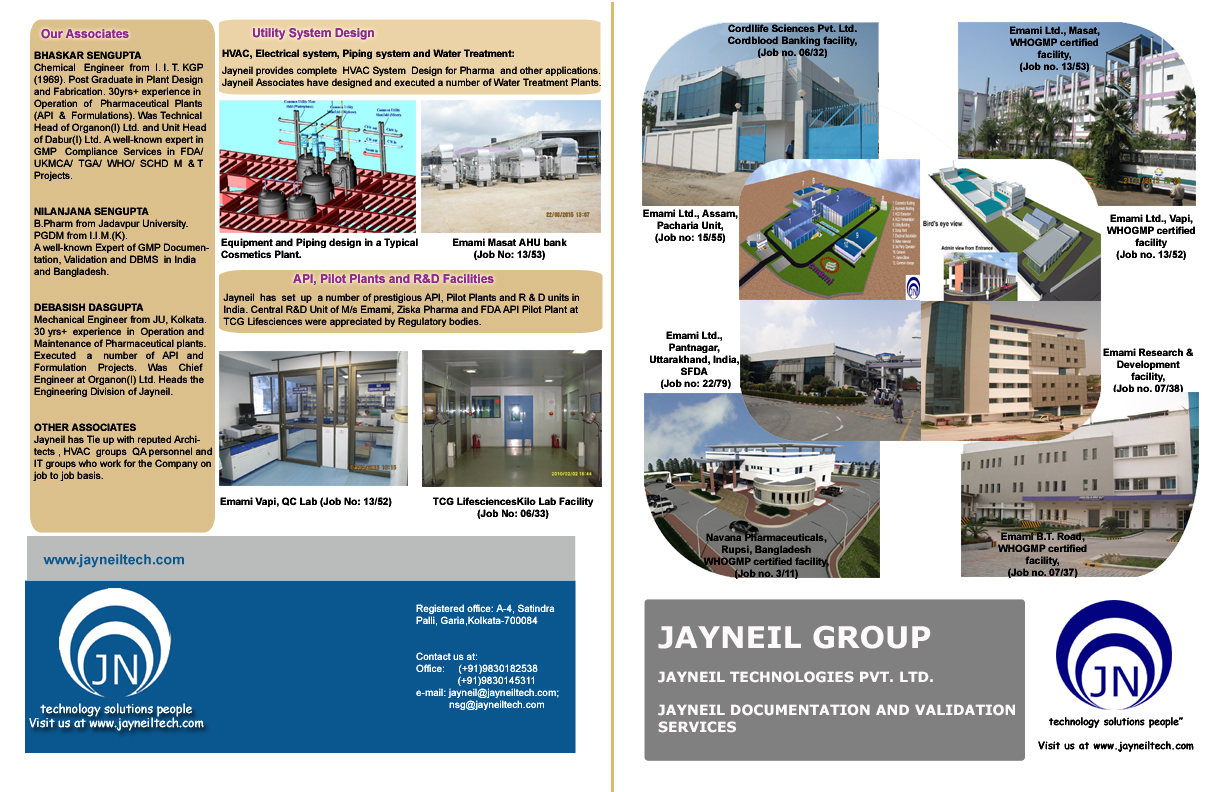 Our Associates
BHASKAR SENGUPTA
Chemical Engineer from I. I. T. KGP
(1969). Post Graduate in Plant Design
and Fabrication. 30yrs+ experience in
Operation of Pharmaceutical Plants
(API & Formulations). Was Technical
Head of Organon(I) Ltd. and Unit Head
of Dabur(I) Ltd. A well-known expert in
GMP Compliance Services in FDA/
UKMCA/ TGA/ WHO/ SCHD M & T
Projects.
NILANJANA SENGUPTA
B.Pharm from Jadavpur University.
PGDM from I.I.M.(K).
A well-known Expert of GMP Documen-
tation, Validation and DBMS in India
and Bangladesh.
DEBASISH DASGUPTA
Mechanical Engineer from JU, Kolkata.
30 yrs+ experience in Operation and
Maintenance of Pharmaceutical plants.
Executed a number of API and
Formulation Projects. Was Chief
Engineer at Organon(I) Ltd. Heads the
Engineering Division of Jayneil.
OTHER ASSOCIATES
Jayneil has Tie up with reputed Archi-
tects , HVAC groups QA personnel and
IT groups who work for the Company on
job to job basis.
Utility System Design
HVAC, Electrical system, Piping system and Water Treatment:
Jayneil provides complete HVAC System Design for Pharma and other applications.
Jayneil Associates have designed and executed a number of Water Treatment Plants.
Equipment and Piping design in a Typical
Cosmetics Plant.
22/06/2015 13:07
Emami Masat AHU bank
(Job No: 13/53)
API, Pilot Plants and R&D Facilities
Jayneil has set up a number of prestigious API, Pilot Plants and R & D units in
India. Central R&D Unit of M/s Emami, Ziska Pharma and FDA API Pilot Plant at
TCG Lifesciences were appreciated by Regulatory bodies.
Emami Vapi, QC Lab (Job No: 13/52)
2010/02/02 16:44
TCG LifesciencesKilo Lab Facility
(Job No: 06/33)
www.jayneiltech.com
JN
technology solutions people
Visit us at www.jayneiltech.com
Registered office: A-4, Satindra
Palli, Garia,Kolkata-700084
Contact us at:
Office: (+91)9830182538
(+91)9830145311
e-mail: jayneil@jayneiltech.com;
nsg@jayneiltech.com
Cordllife Sciences Pvt. Ltd.
Cordblood Banking facility,
(Job no. 06/32)
Emami Ltd., Masat,
WHOGMP certified
facility,
(Job no. 13/53)
Emami Ltd., Assam,
Pacharia Unit,
(Job no: 15/55)
Bird's eye view
Admin view from Entrance
Emami Ltd., Vapi,
WHOGMP certified
facility
(Job no. 13/52)
Emami Ltd.,
Pantnagar,
Uttarakhand, India,
SFDA
(Job no: 22/79)
Emami Research &
Development
facility,
(Job no. 07/38)
Navana Pharmaceuticals,
Rupsi, Bangladesh
WHOGMP certified facility,
(Job no. 3/11)
Emami B.T. Road,
WHOGMP certified
facility,
(Job no. 07/37)
JAYNEIL GROUP
JAYNEIL TECHNOLOGIES PVT. LTD.
JAYNEIL DOCUMENTATION AND VALIDATION
SERVICES
JN
technology solutions people”
Visit us at www.jayneiltech.com